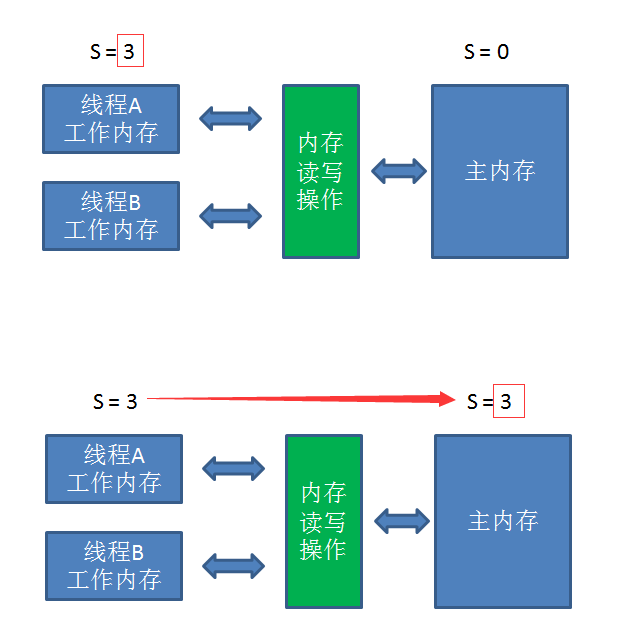 S = 3
S = 0
线程A
工作内存
线程B
工作内存
内存
读写
操作
主内存
S = 3
S = 3
线程A
工作内存
线程B
工作内存
内存
读写
操作
主内存